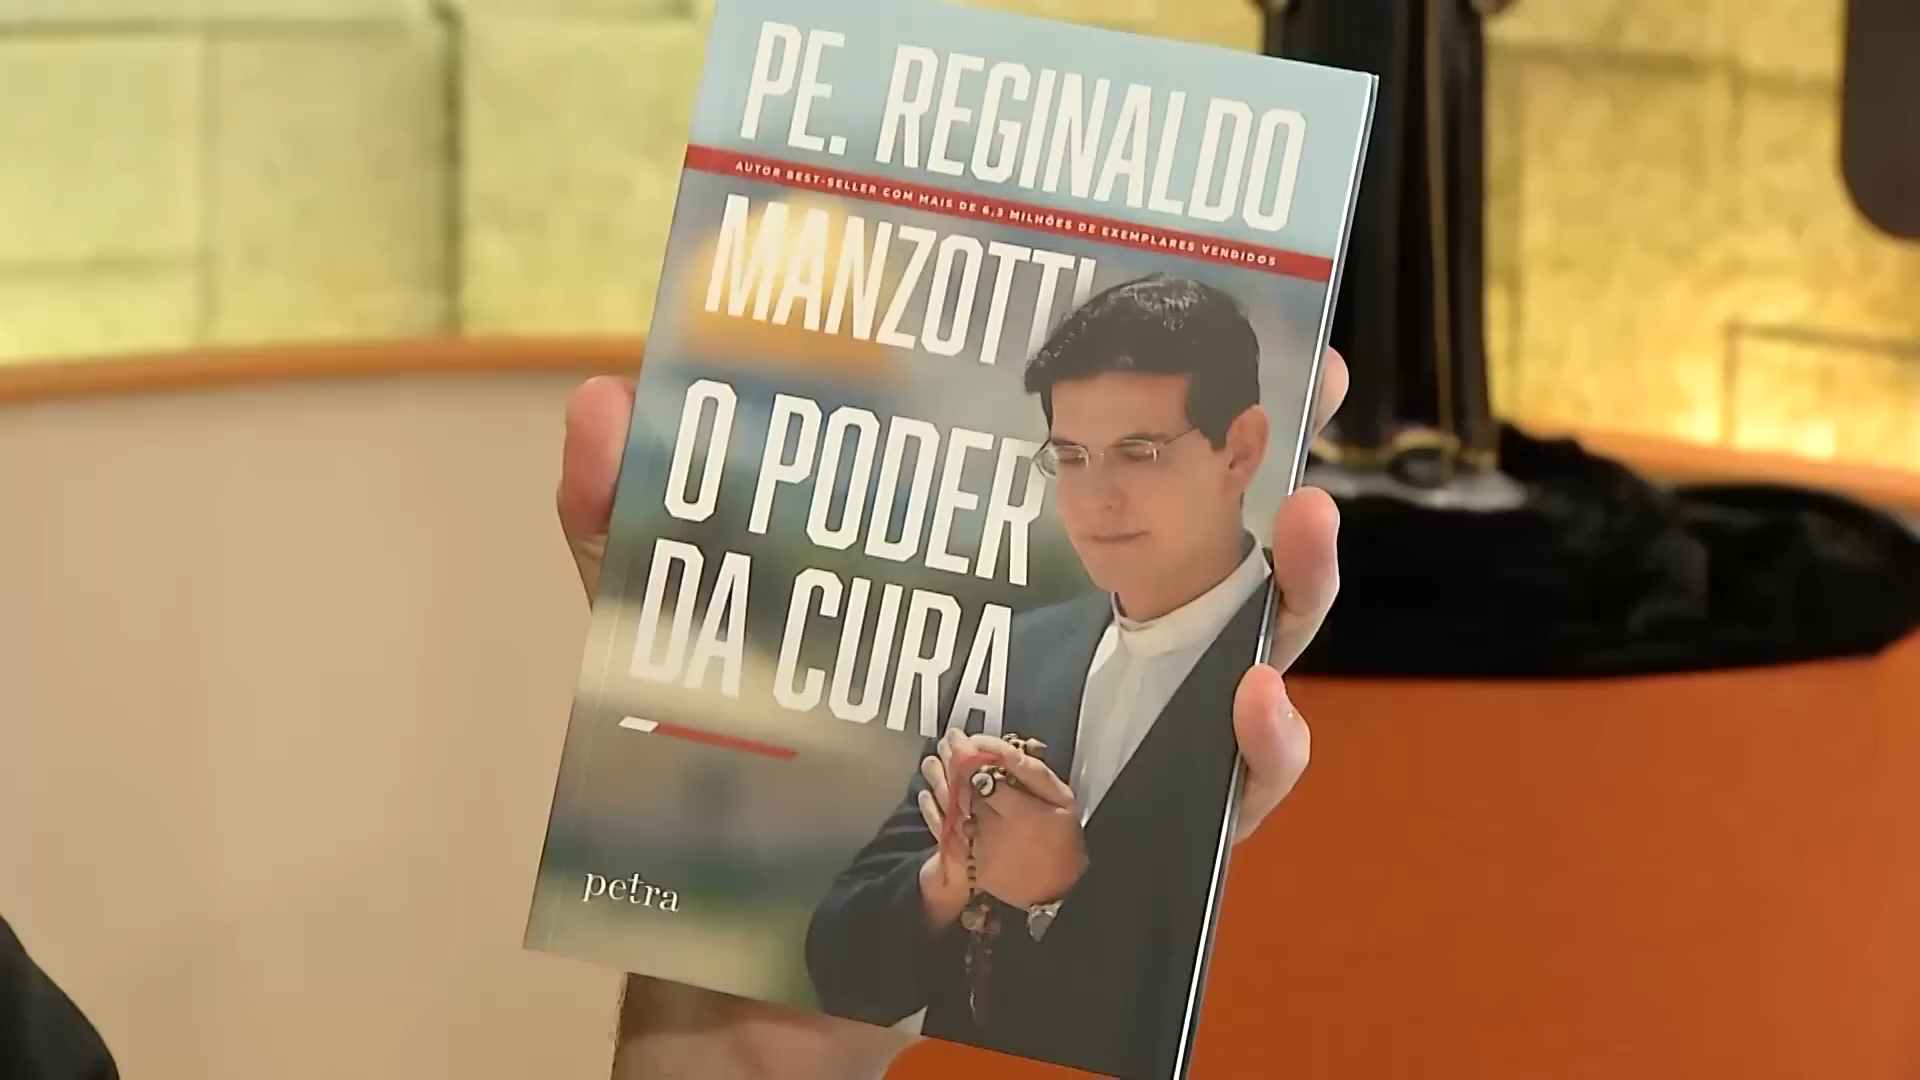 PE. REGINALDO
AUTOR BEST-SELLER COM MAIS DE 6,3 MILHÕES DE EXEMPLARES VENDIDOS
MANZOTTI
O PODER
DA CURA
petra